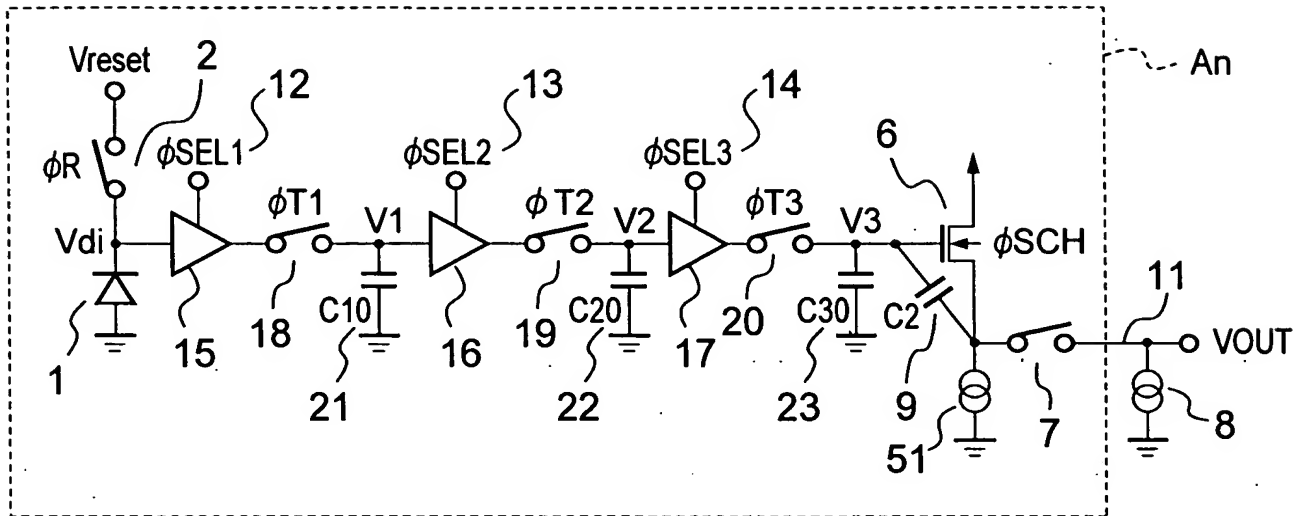 Vreset
2
12
13
14
An
ϕR
ϕSEL1
ϕSEL2
ϕSEL3
6
ϕT1
V1
ϕT2
V2
ϕT3
V3
ϕSCH
Vdi
C10
C20
C30
C2
11
VOUT
1
15
18
21
16
19
22
17
20
23
9
51
7
8